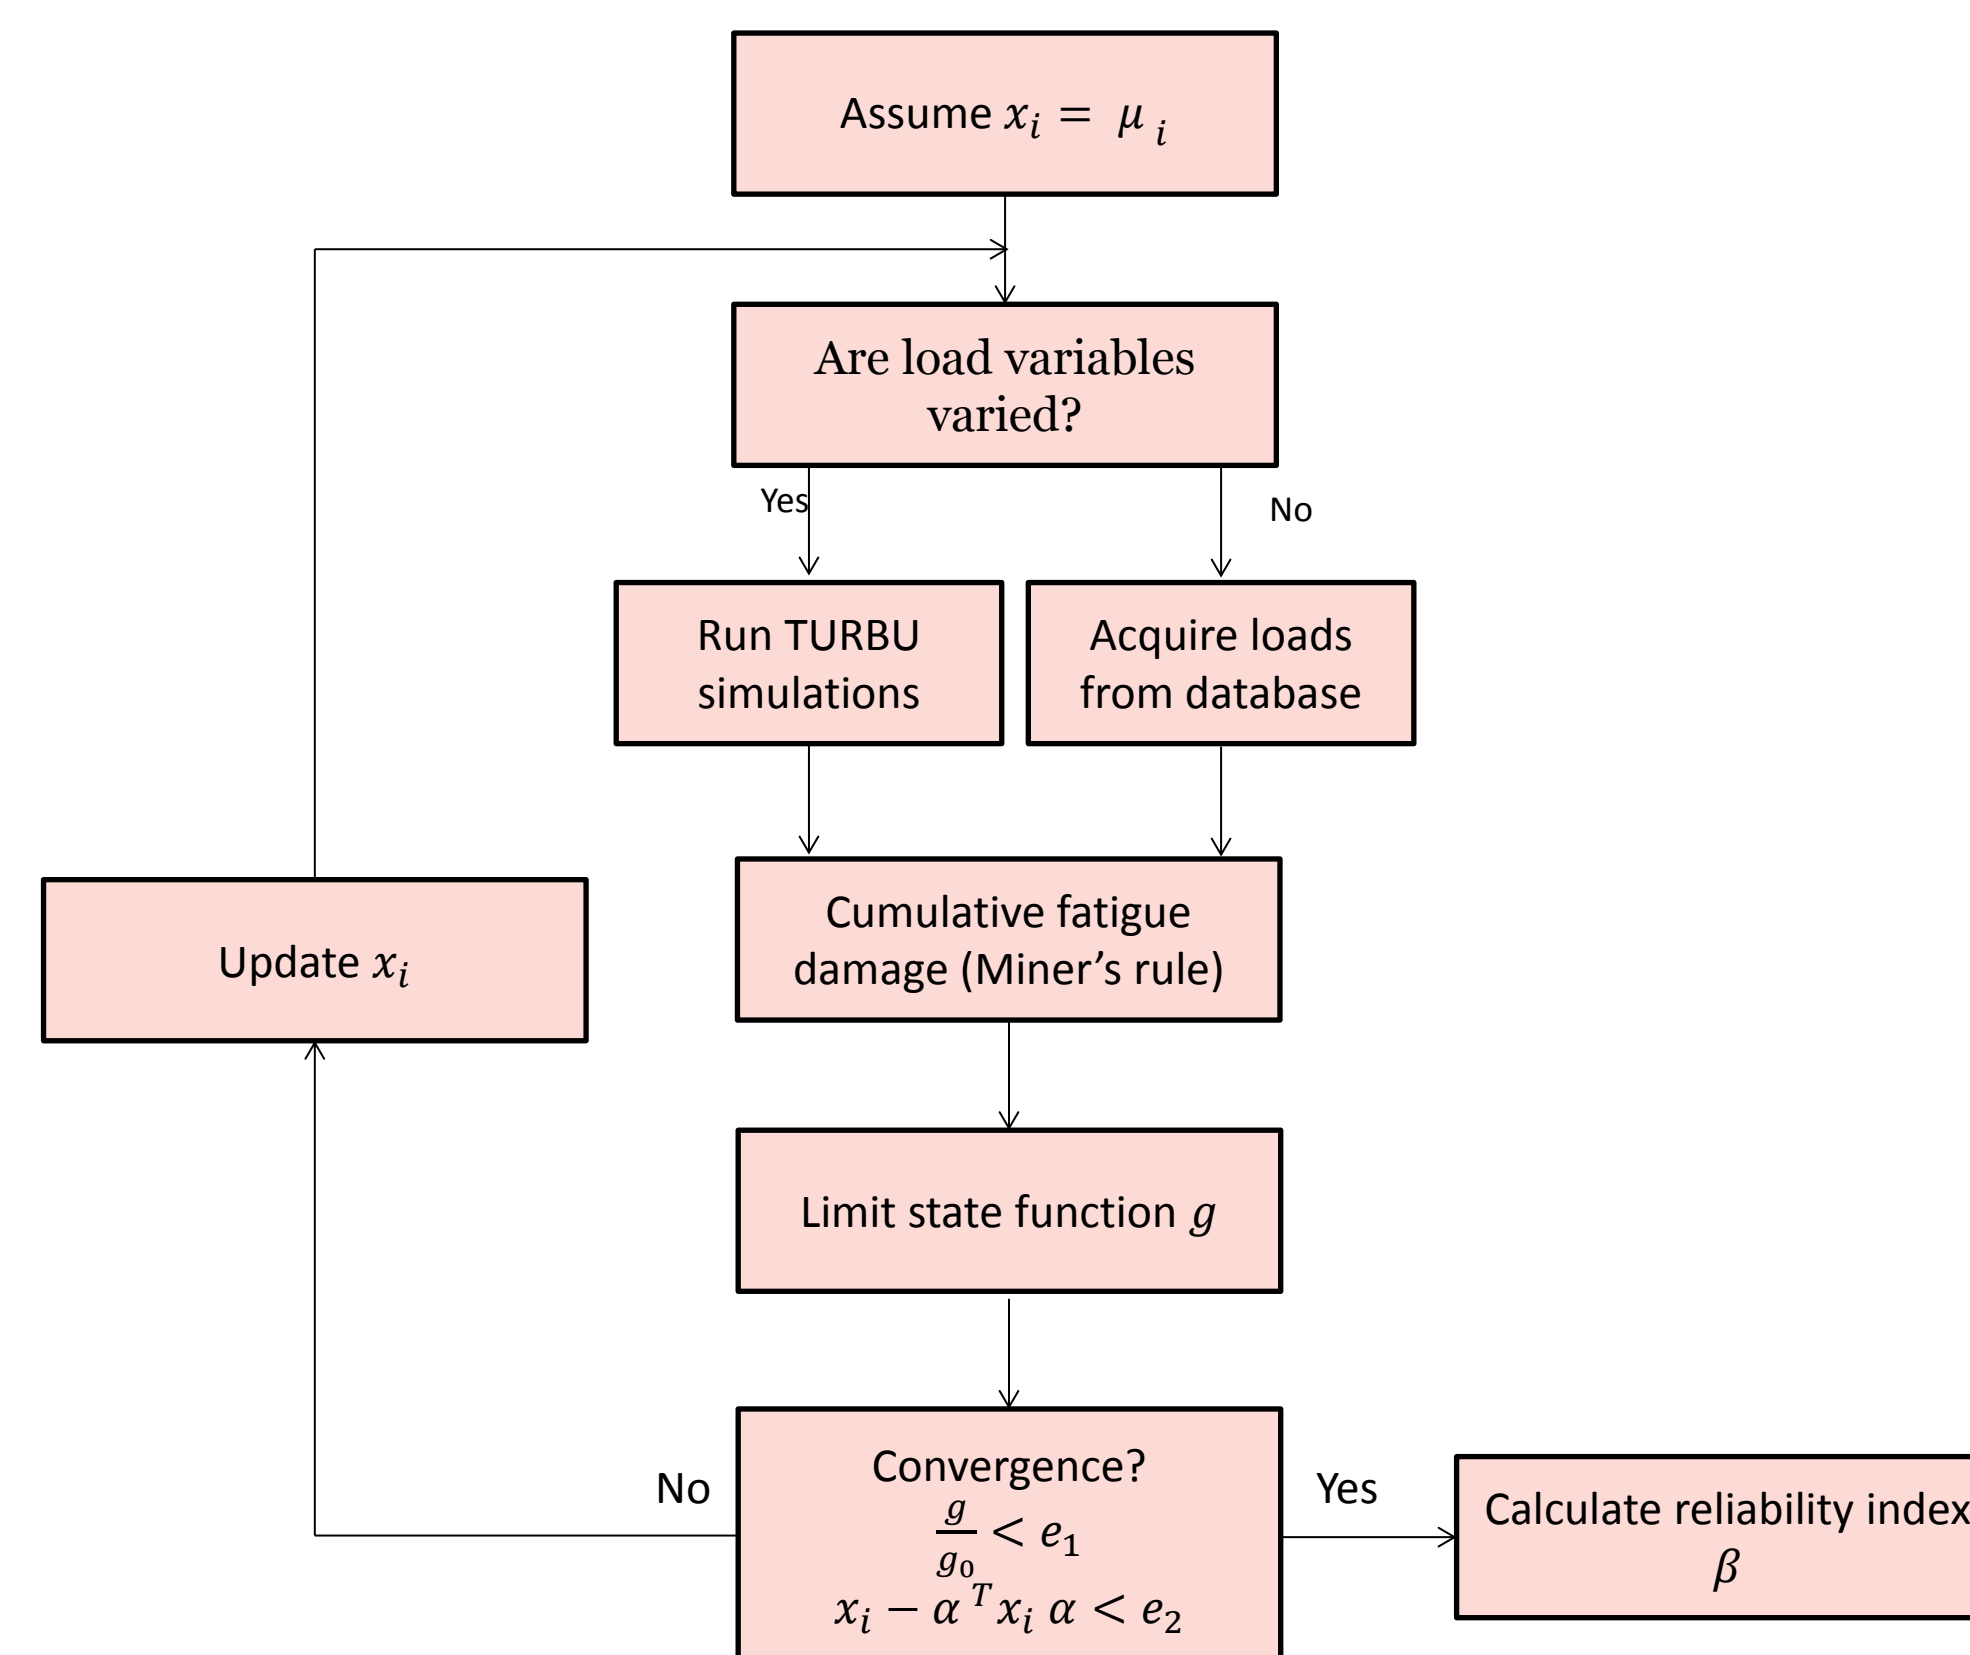 Assume xᵢ = μ ᵢ
Are load variables
varied?
Yes
No
Run TURBU
simulations
Acquire loads
from database
Cumulative fatigue
damage (Miner’s rule)
Update xᵢ
Limit state function g
Convergence?
g/g₀ < e₁
xᵢ − α ᵀ xᵢ α < e₂
No
Yes
Calculate reliability index
β